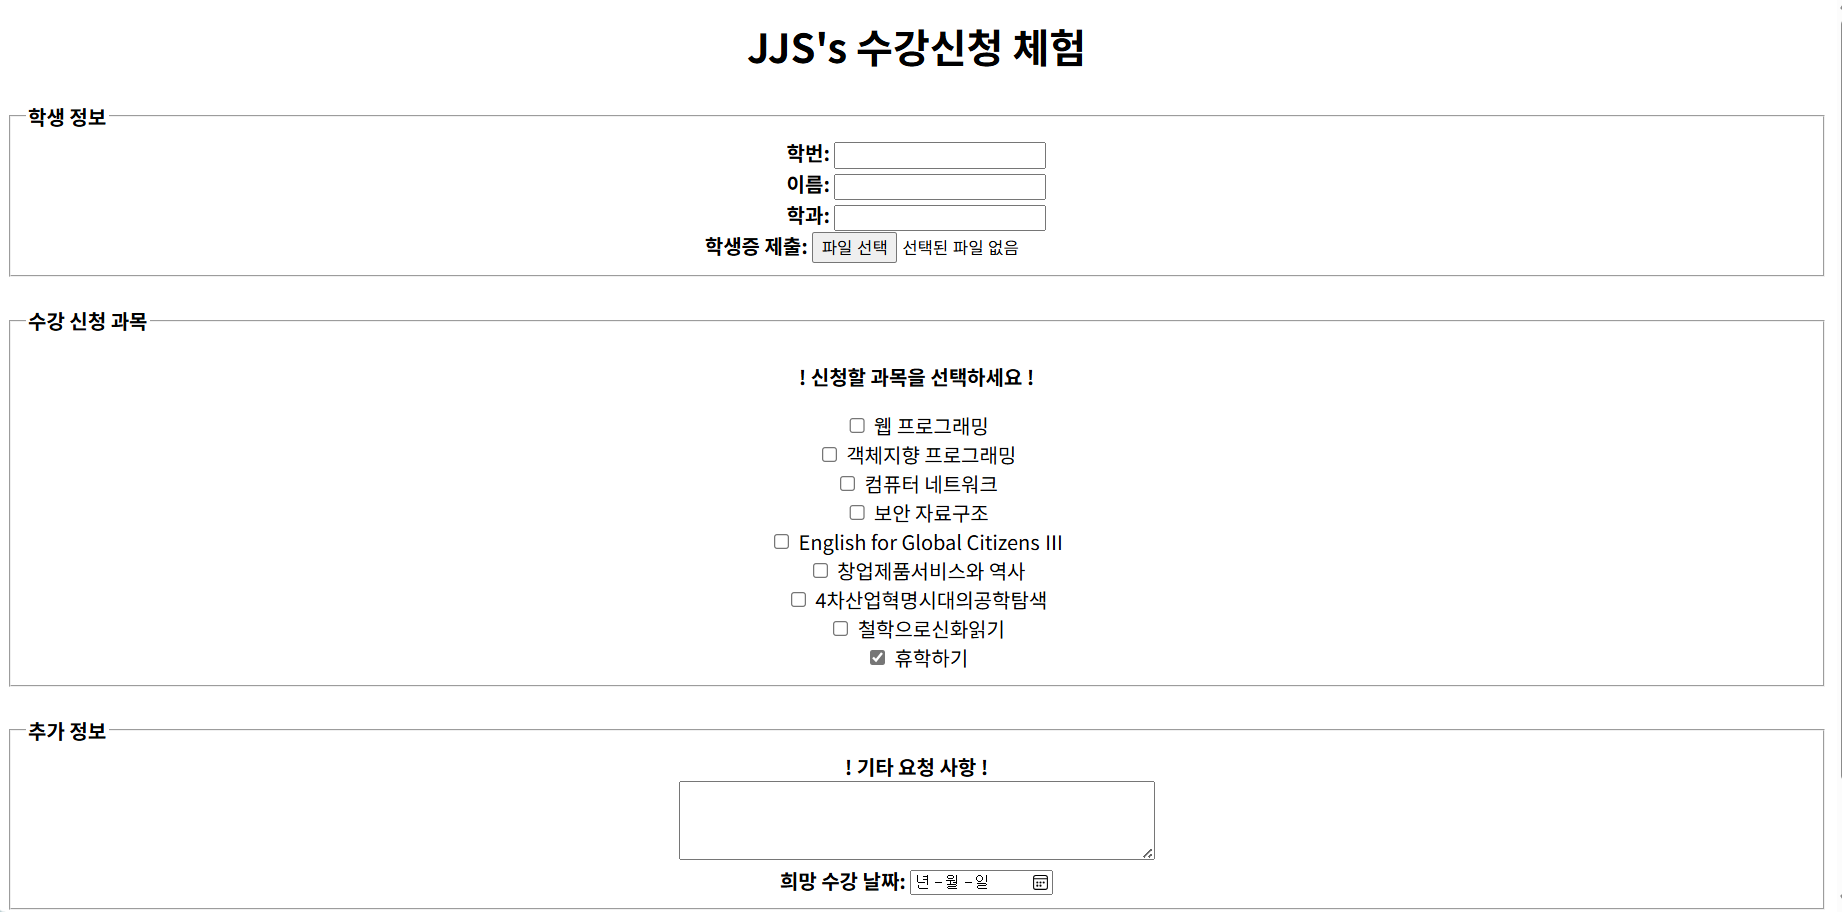 JJS's 수강신청 체험
학생 정보
학번:
이름:
학과:
학생증 제출: 파일 선택 선택된 파일 없음
수강 신청 과목
! 신청할 과목을 선택하세요 !
웹 프로그래밍
객체지향 프로그래밍
컴퓨터 네트워크
보안 자료구조
English for Global Citizens III
창업제품서비스와 역사
4차산업혁명시대의공학탐색
철학으로신화읽기
휴학하기
추가 정보
! 기타 요청 사항 !
희망 수강 날짜: 년-월-일